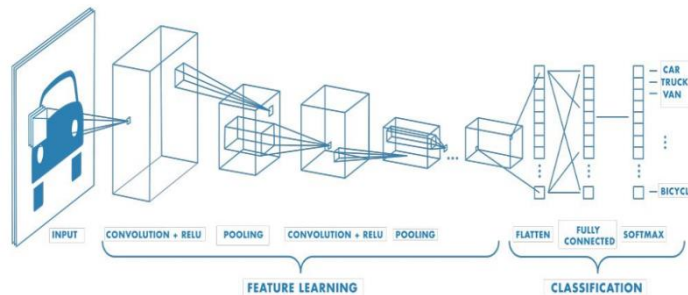 CAR
TRUCK
VAN
BICYCLE
INPUT
CONVOLUTION + RELU
POOLING
CONVOLUTION + RELU
POOLING
FLATTEN
FULLY
CONNECTED
SOFTMAX
FEATURE LEARNING
CLASSIFICATION